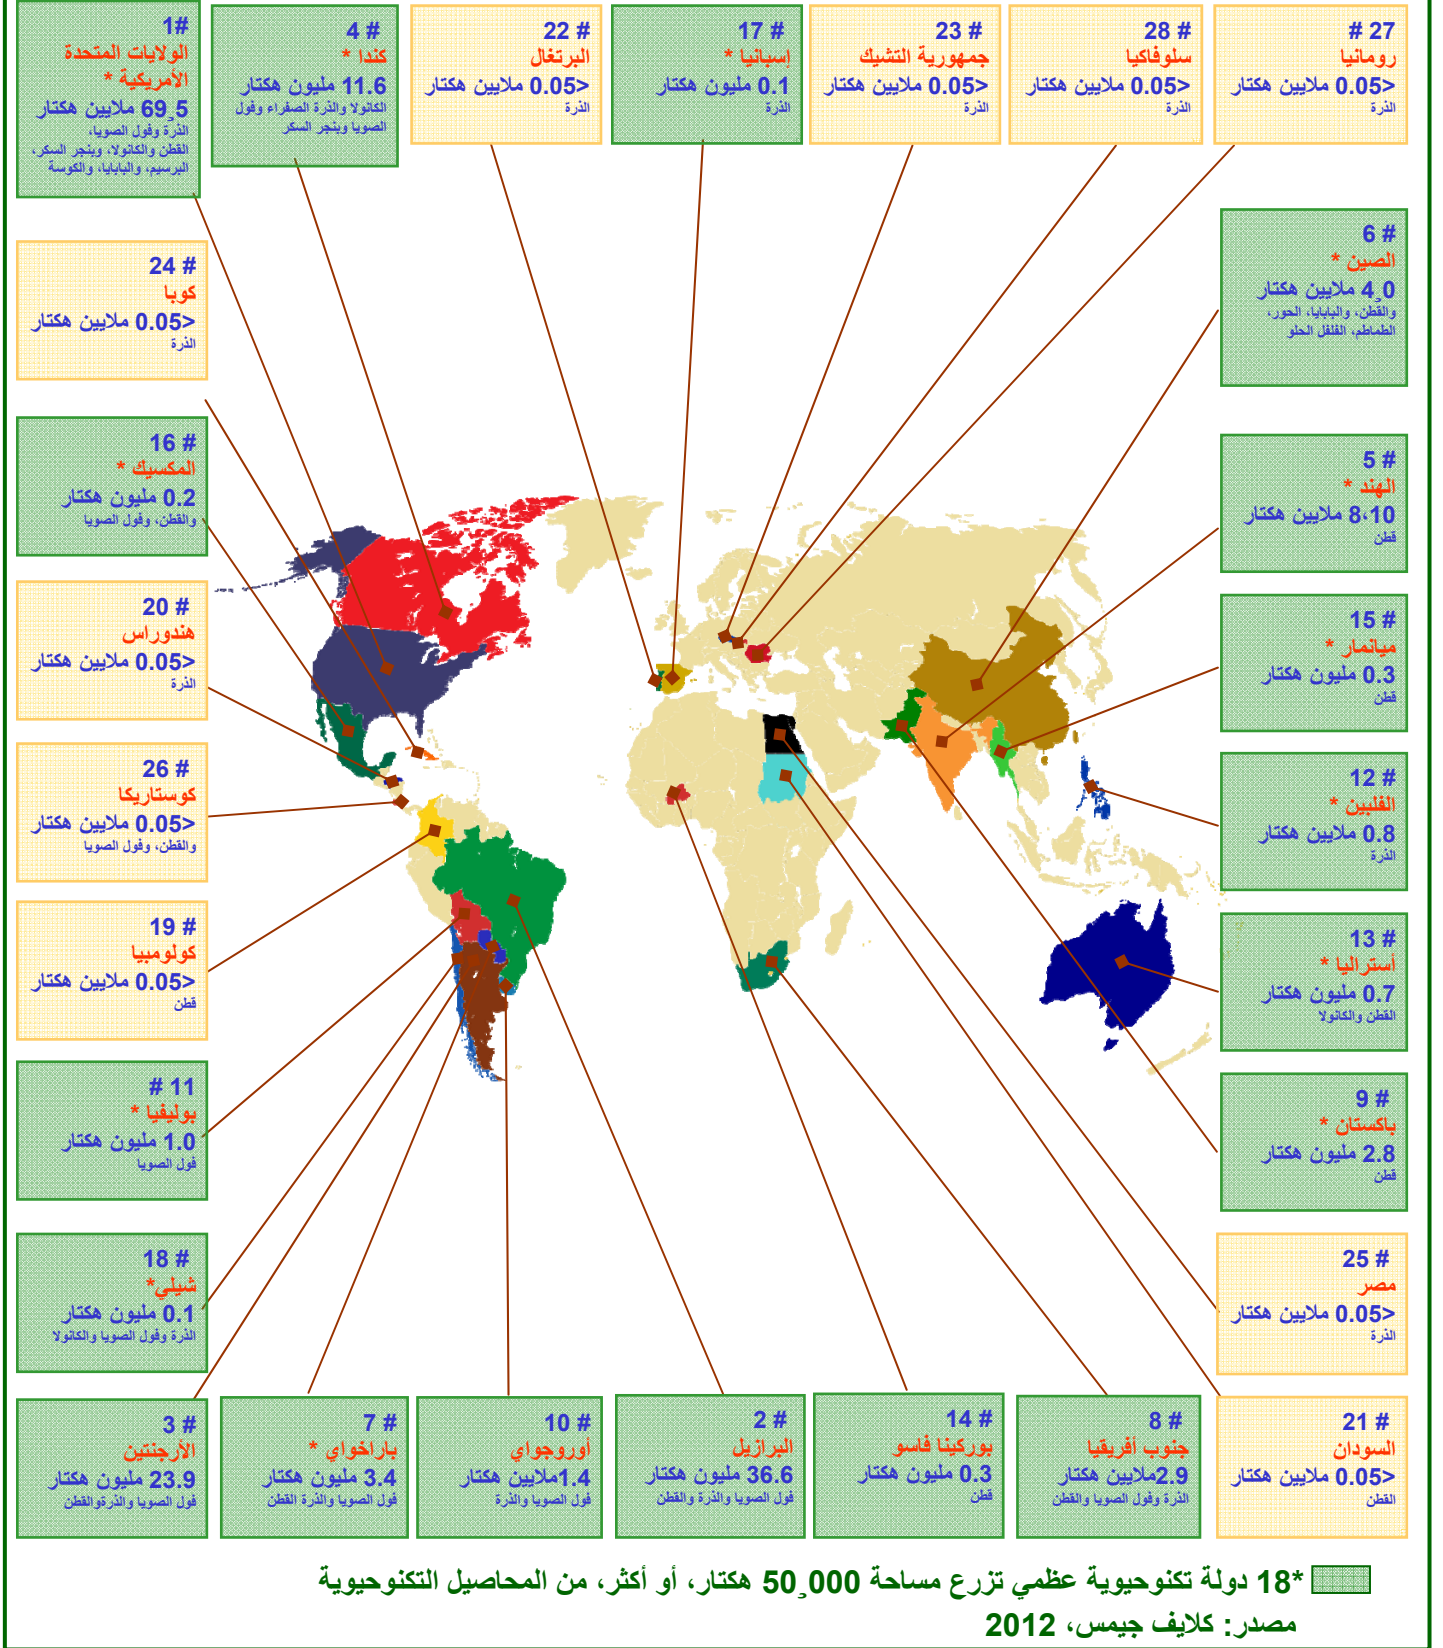 1#
الولايات المتحدة
الأمريكية *
69ر5 ملايين هكتار
الذرة وفول الصويا،
القطن والكانولا، وبنجر السكر،
البرسيم، والبابايا، والكوسة
4 #
كندا *
11.6 مليون هكتار
الكانولا والذرة الصفراء وفول
الصويا وبنجر السكر
22 #
البرتغال
<0.05 ملايين هكتار
الذرة
17 #
إسبانيا *
0.1 مليون هكتار
الذرة
23 #
جمهورية التشيك
<0.05 ملايين هكتار
الذرة
28 #
سلوفاكيا
<0.05 ملايين هكتار
الذرة
# 27
رومانيا
<0.05 ملايين هكتار
الذرة
24 #
كوبا
<0.05 ملايين هكتار
الذرة
16 #
المكسيك *
0.2 مليون هكتار
والقطن، وفول الصويا
20 #
هندوراس
<0.05 ملايين هكتار
الذرة
26 #
كوستاريكا
<0.05 ملايين هكتار
والقطن، وفول الصويا
19 #
كولومبيا
<0.05 ملايين هكتار
قطن
# 11
بوليفيا *
1.0 مليون هكتار
فول الصويا
18 #
شيلي*
0.1 مليون هكتار
الذرة وفول الصويا والكانولا
6 #
الصين *
4ر0 ملايين هكتار
والقطن، والبابايا، الحور،
الطماطم، الفلفل الحلو
5 #
الهند *
8،10 ملايين هكتار
قطن
15 #
ميانمار *
0.3 مليون هكتار
قطن
12 #
الفلبين *
0.8 ملايين هكتار
الذرة
13 #
أستراليا *
0.7 مليون هكتار
القطن والكانولا
9 #
باكستان *
2.8 مليون هكتار
قطن
25 #
مصر
<0.05 ملايين هكتار
الذرة
3 #
الأرجنتين
23.9 مليون هكتار
فول الصويا والذرةوالقطن
7 #
باراخواي *
3.4 مليون هكتار
فول الصويا والذرة القطن
10 #
أوروجواي
1.4ملايين هكتار
فول الصويا والذرة
2 #
البرازيل
36.6 مليون هكتار
فول الصويا والذرة والقطن
14 #
بوركينا فاسو
0.3 مليون هكتار
قطن
8 #
جنوب أفريقيا
2.9ملايين هكتار
الذرة وفول الصويا والقطن
21 #
السودان
<0.05 ملايين هكتار
القطن
*18 دولة تكنوحيوية عظمي تزرع مساحة 50ر000 هكتار، أو أكثر، من المحاصيل التكنوحيوية
مصدر: كلايف جيمس، 2012